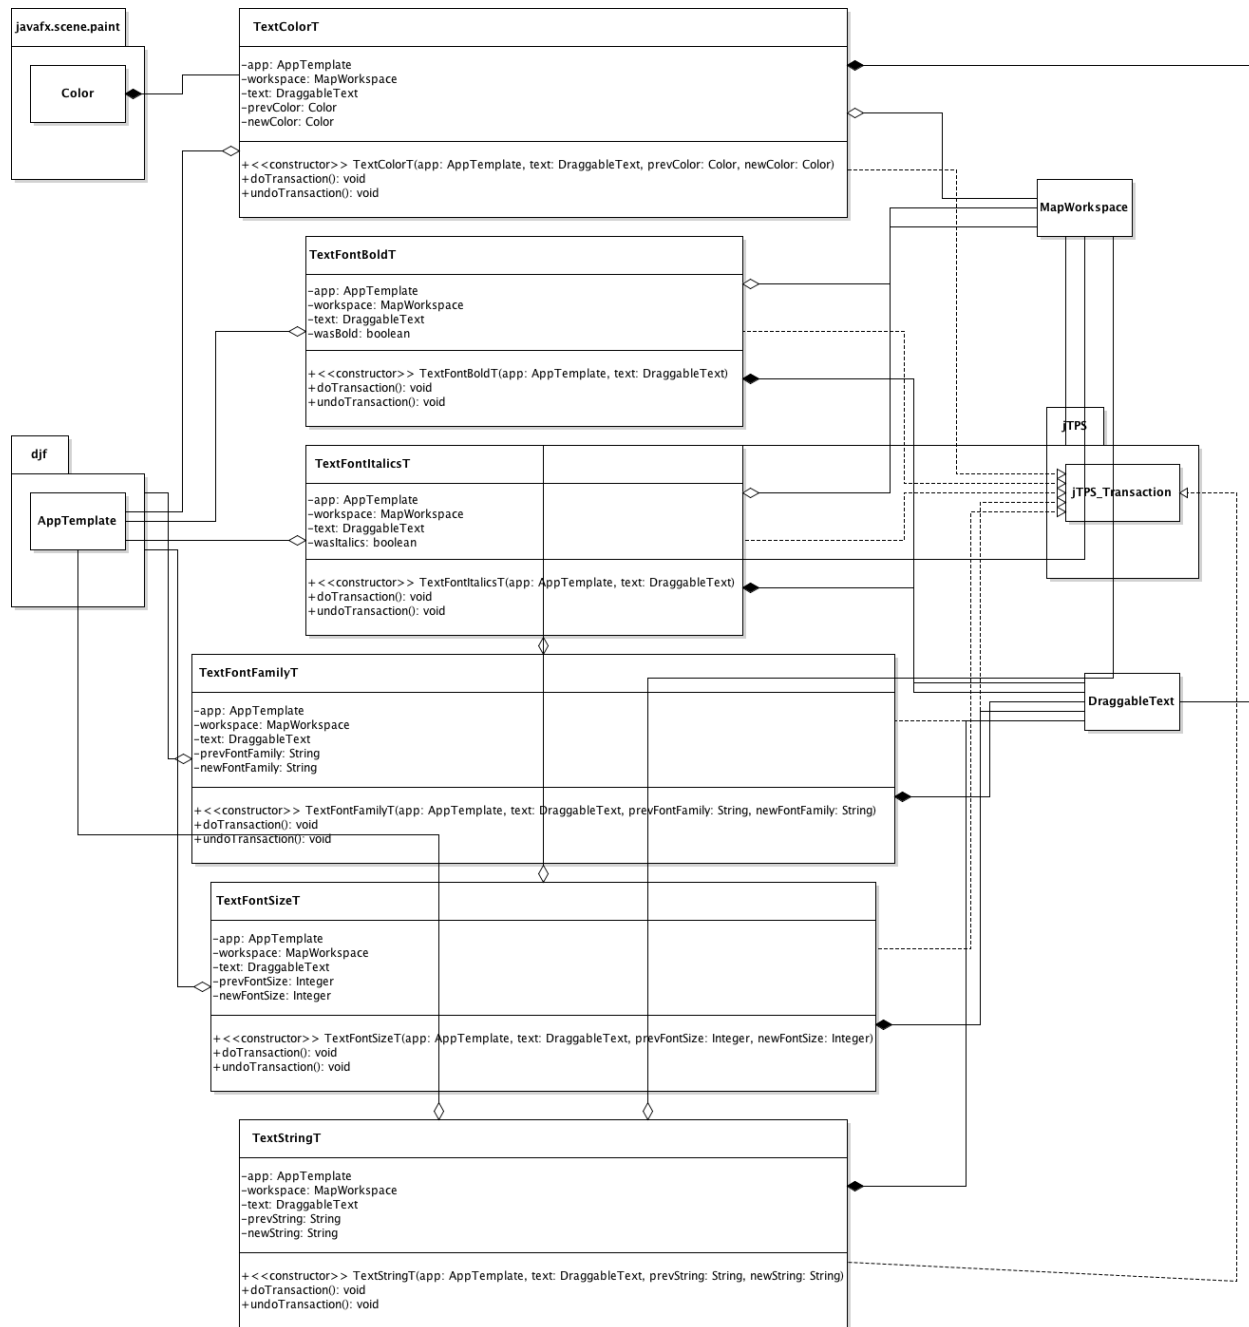 javafx.scene.paint
Color
TextColorT
-app: AppTemplate
-workspace: MapWorkspace
-text: DraggableText
-prevColor: Color
-newColor: Color
+<<constructor>> TextColorT(app: AppTemplate, text: DraggableText, prevColor: Color, newColor: Color)
+doTransaction(): void
+undoTransaction(): void
MapWorkspace
TextFontBoldT
-app: AppTemplate
-workspace: MapWorkspace
-text: DraggableText
-wasBold: boolean
+<<constructor>> TextFontBoldT(app: AppTemplate, text: DraggableText)
+doTransaction(): void
+undoTransaction(): void
jTPS
jTPS_Transaction
djf
AppTemplate
TextFontItalicsT
-app: AppTemplate
-workspace: MapWorkspace
-text: DraggableText
-wasItalics: boolean
+<<constructor>> TextFontItalicsT(app: AppTemplate, text: DraggableText)
+doTransaction(): void
+undoTransaction(): void
TextFontFamilyT
-app: AppTemplate
-workspace: MapWorkspace
-text: DraggableText
-prevFontFamily: String
-newFontFamily: String
+<<constructor>> TextFontFamilyT(app: AppTemplate, text: DraggableText, prevFontFamily: String, newFontFamily: String)
+doTransaction(): void
+undoTransaction(): void
DraggableText
TextFontSizeT
-app: AppTemplate
-workspace: MapWorkspace
-text: DraggableText
-prevFontSize: Integer
-newFontSize: Integer
+<<constructor>> TextFontSizeT(app: AppTemplate, text: DraggableText, prevFontSize: Integer, newFontSize: Integer)
+doTransaction(): void
+undoTransaction(): void
TextStringT
-app: AppTemplate
-workspace: MapWorkspace
-text: DraggableText
-prevString: String
-newString: String
+<<constructor>> TextStringT(app: AppTemplate, text: DraggableText, prevString: String, newString: String)
+doTransaction(): void
+undoTransaction(): void